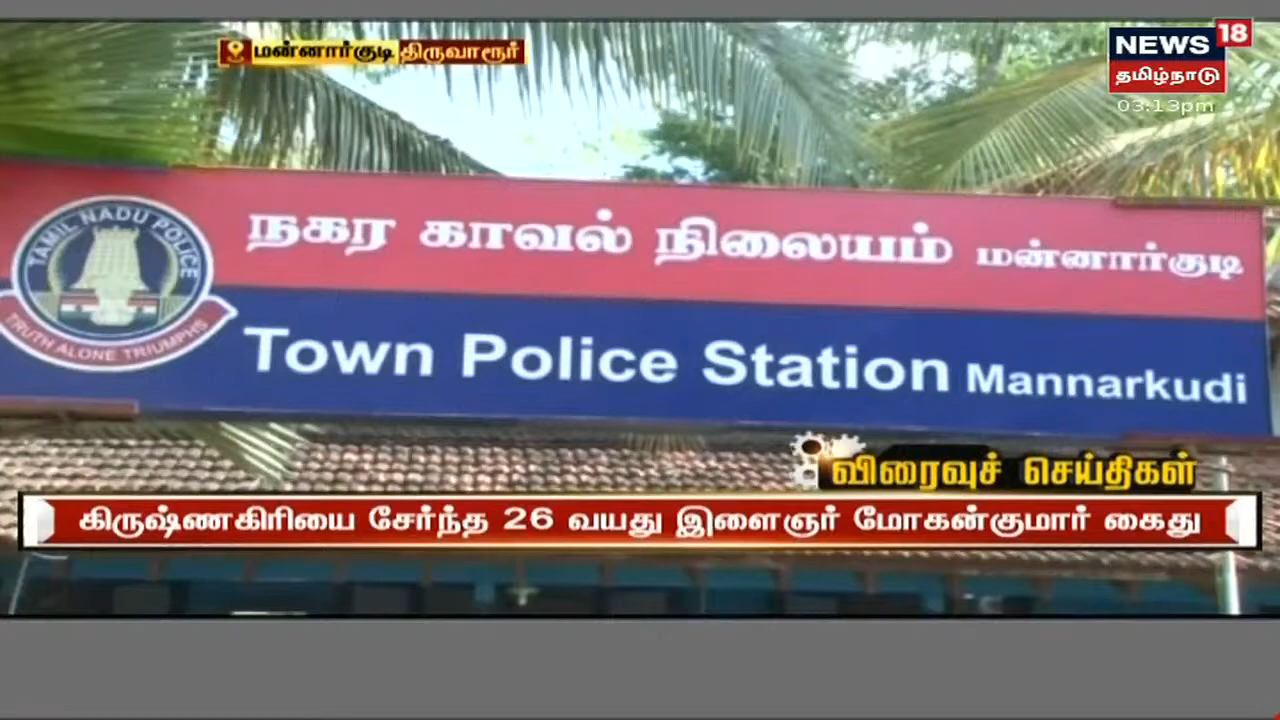 மன்னார்குடி திருவாரூர்
NEWS 18
தமிழ்நாடு
03:13pm
TAMIL NADU POLICE
TRUTH ALONE TRIUMPHS
நகர காவல் நிலையம் மன்னார்குடி
Town Police Station Mannarkudi
விரைவுச் செய்திகள்
கிருஷ்ணகிரியை சேர்ந்த 26 வயது இளைஞர் மோகன்குமார் கைது